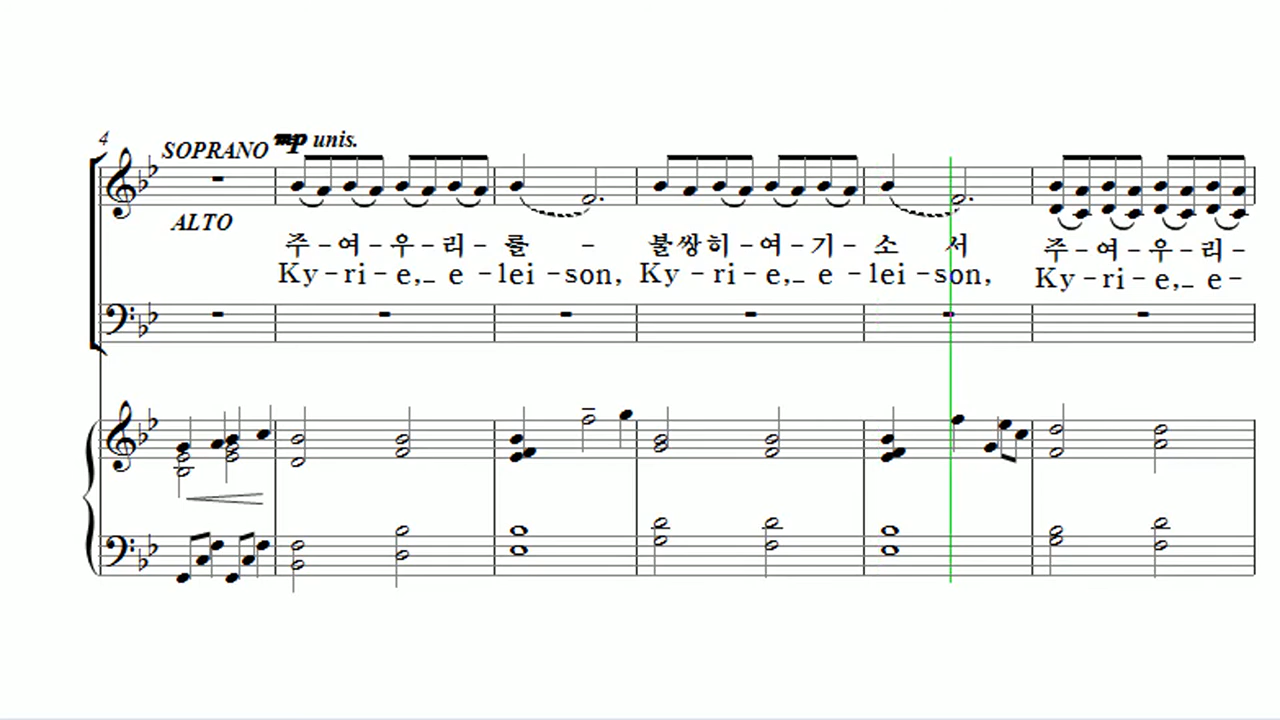 4
SOPRANO mp unis.
ALTO
주-여-우-리-를 - 불쌍히-여-기-소 서 주-여-우-리-
Ky-ri-e,_ e-lei-son, Ky-ri-e,_ e-lei-son, Ky-ri-e,_ e-